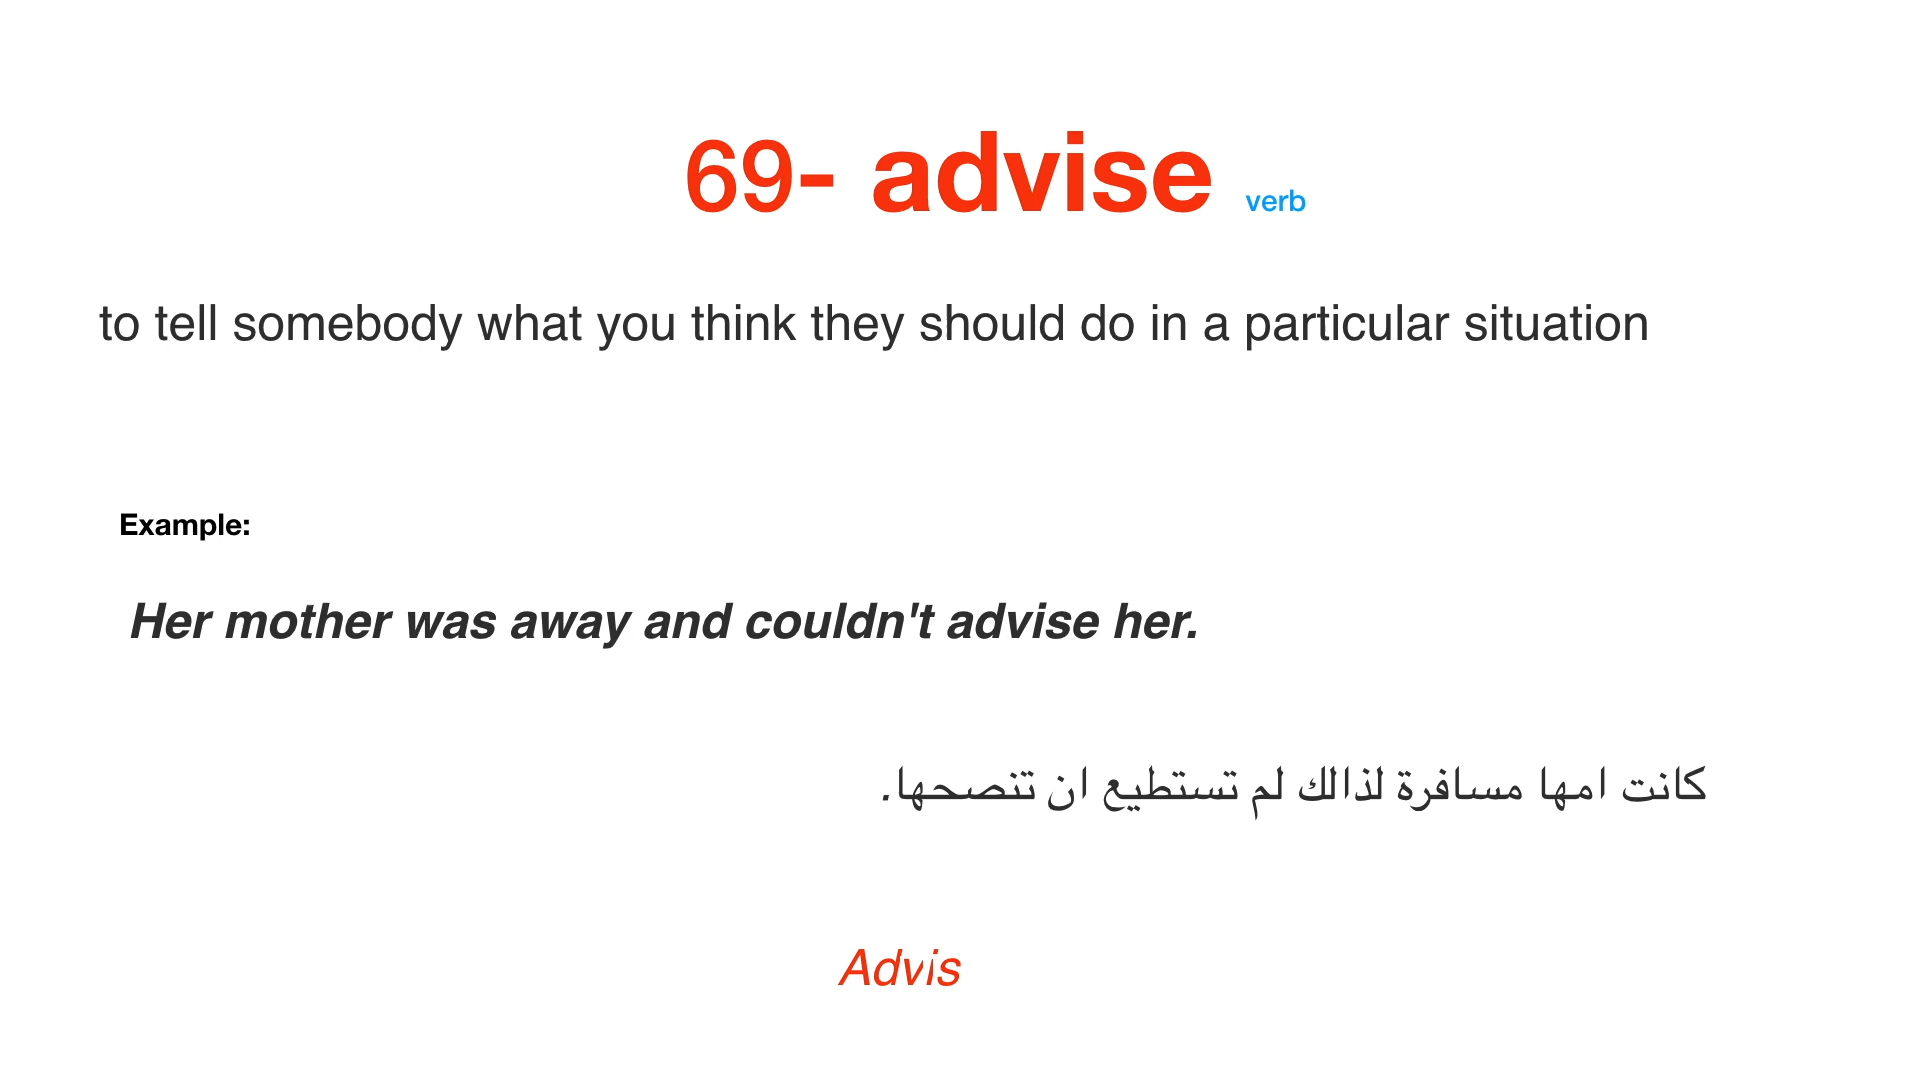 69- advise verb
to tell somebody what you think they should do in a particular situation
Example:
Her mother was away and couldn't advise her.
كانت امها مسافرة لذالك لم تستطيع ان تنصحها.
Advis